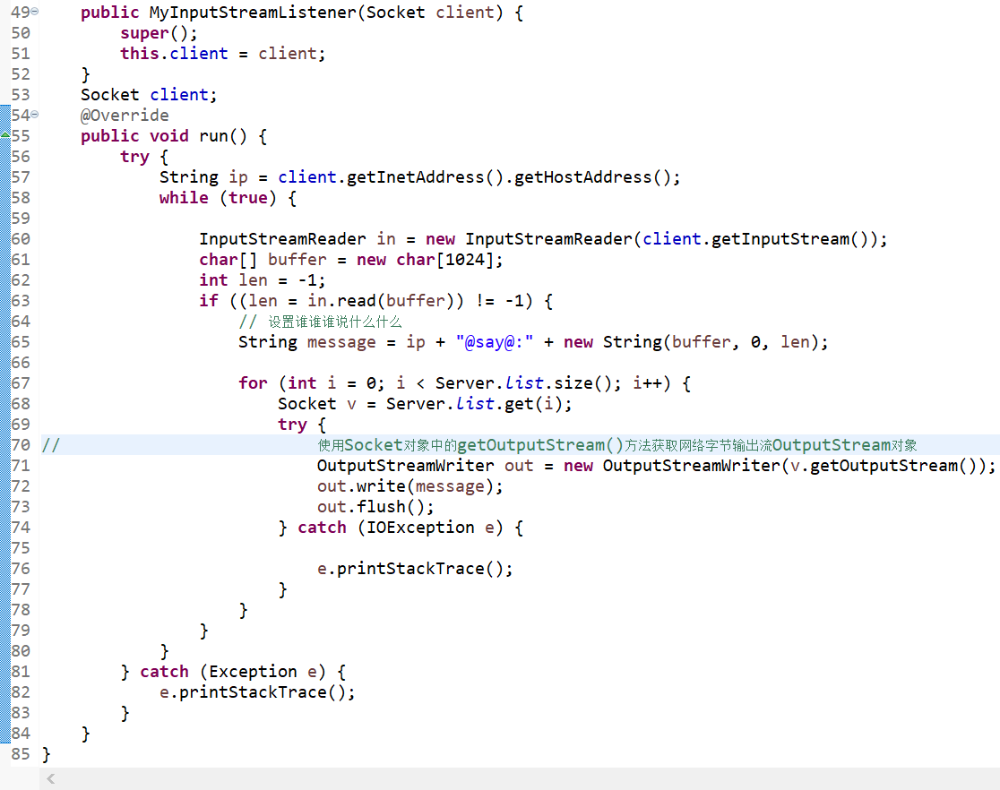 49 public MyInputStreamListener(Socket client) {
50 super();
51 this.client = client;
52 }
53 Socket client;
54 @Override
55 public void run() {
56 try {
57 String ip = client.getInetAddress().getHostAddress();
58 while (true) {
59
60 InputStreamReader in = new InputStreamReader(client.getInputStream());
61 char[] buffer = new char[1024];
62 int len = -1;
63 if ((len = in.read(buffer)) != -1) {
64 // 设置谁谁谁说什么什么
65 String message = ip + "@say@:" + new String(buffer, 0, len);
66
67 for (int i = 0; i < Server.list.size(); i++) {
68 Socket v = Server.list.get(i);
69 try {
70 // 使用Socket对象中的getOutputStream()方法获取网络字节输出流OutputStream对象
71 OutputStreamWriter out = new OutputStreamWriter(v.getOutputStream());
72 out.write(message);
73 out.flush();
74 } catch (IOException e) {
75
76 e.printStackTrace();
77 }
78 }
79 }
80 }
81 } catch (Exception e) {
82 e.printStackTrace();
83 }
84 }
85 }